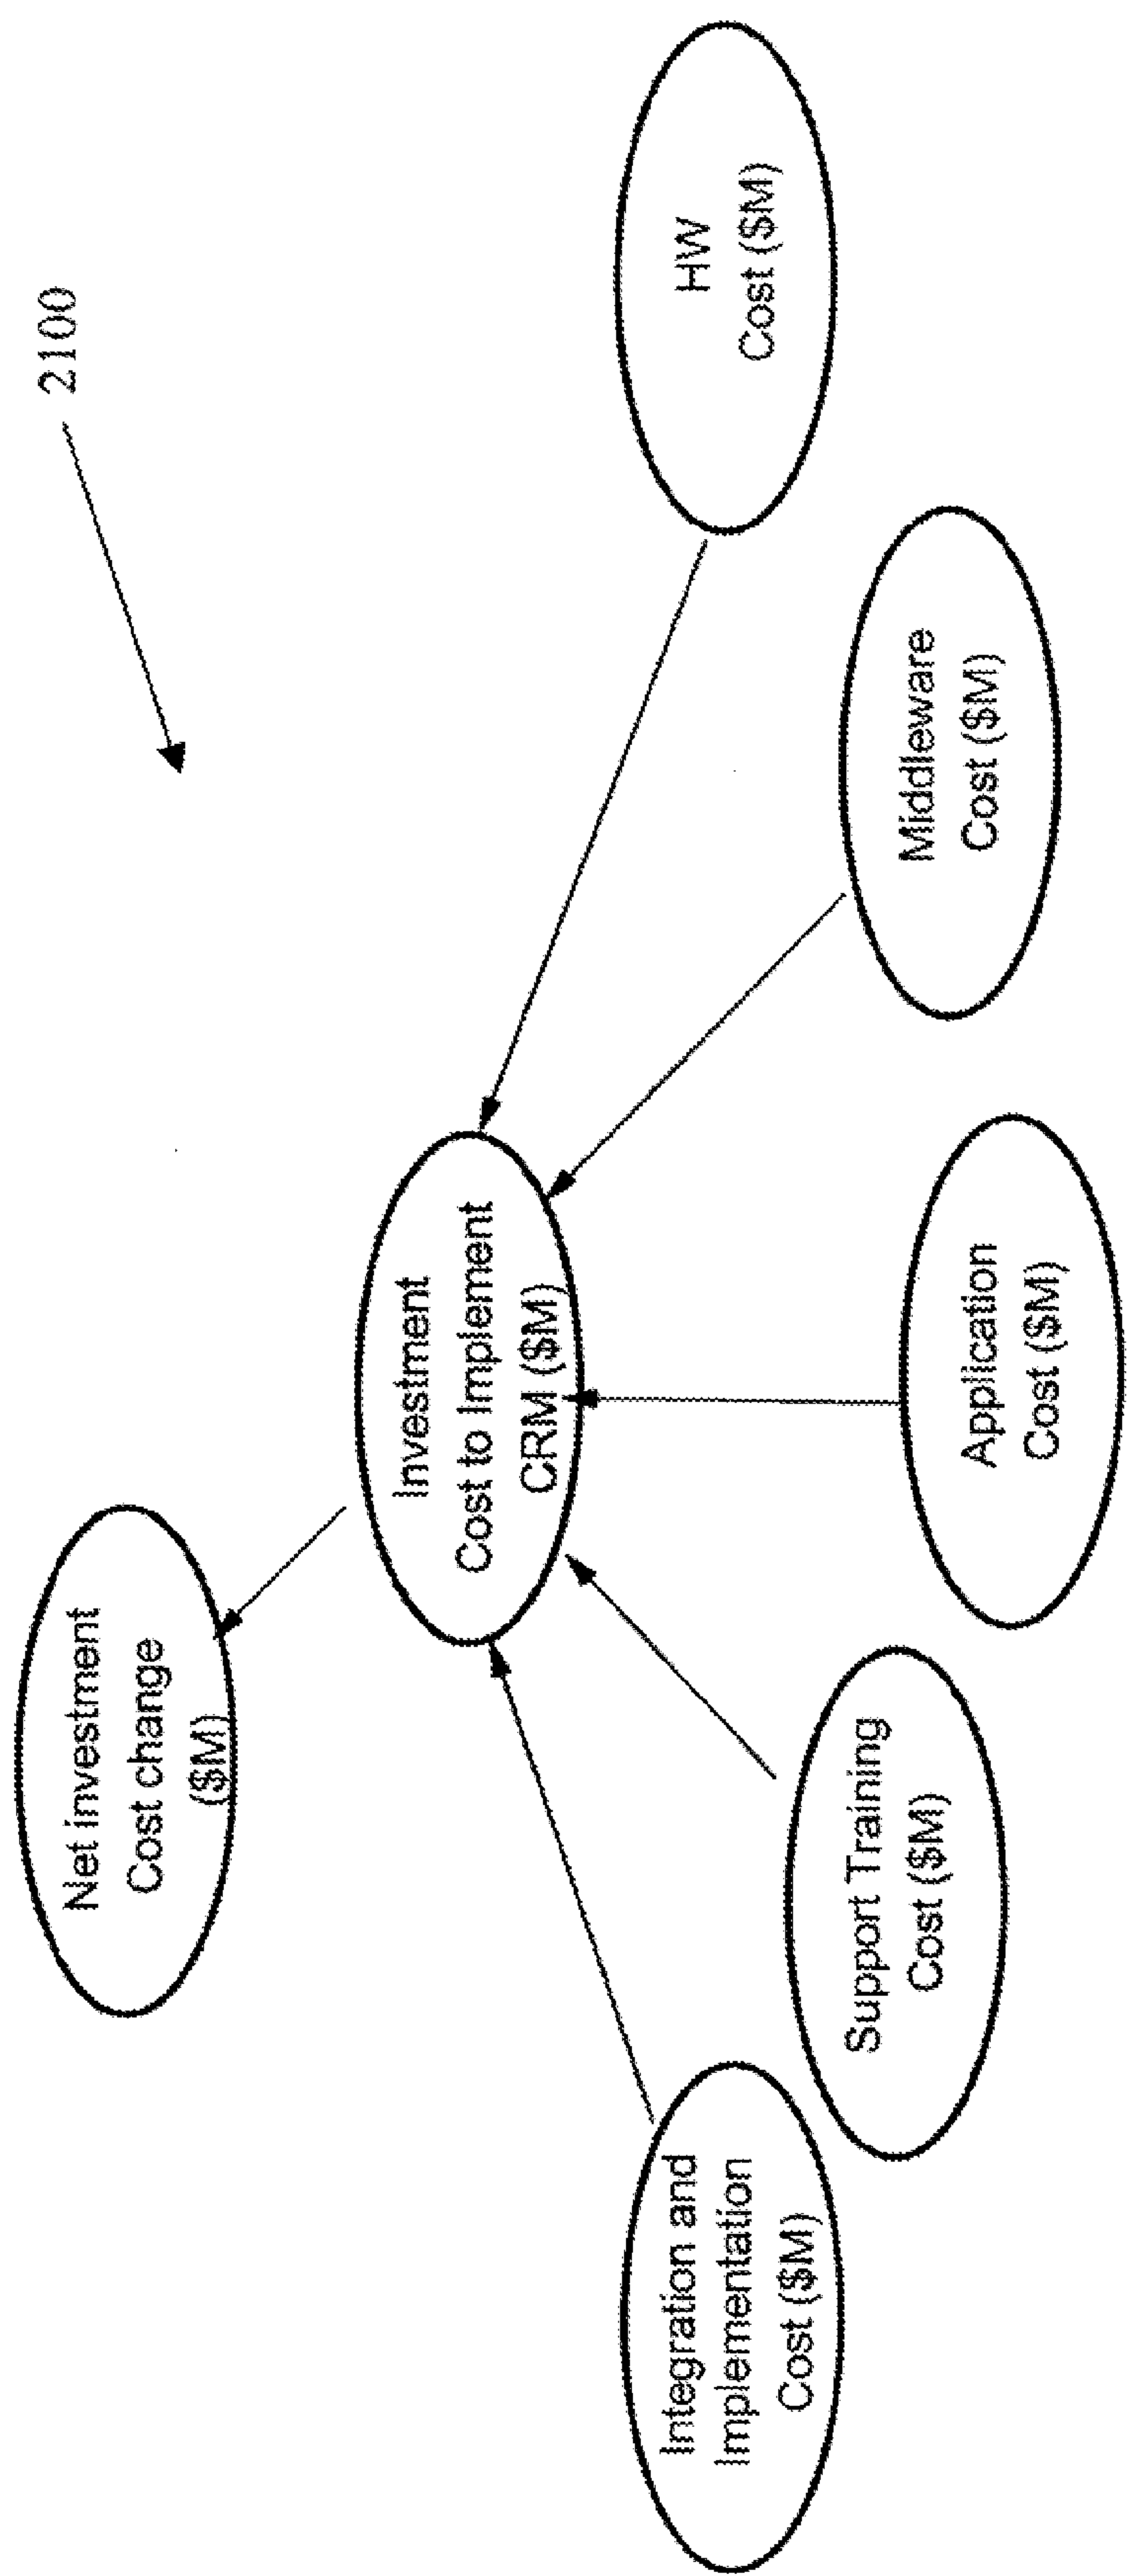 2100
Net investment
Cost change
($M)
Investment
Cost to Implement
CRM ($M)
Integration and
Implementation
Cost ($M)
Support Training
Cost ($M)
Application
Cost ($M)
Middleware
Cost ($M)
HW
Cost ($M)